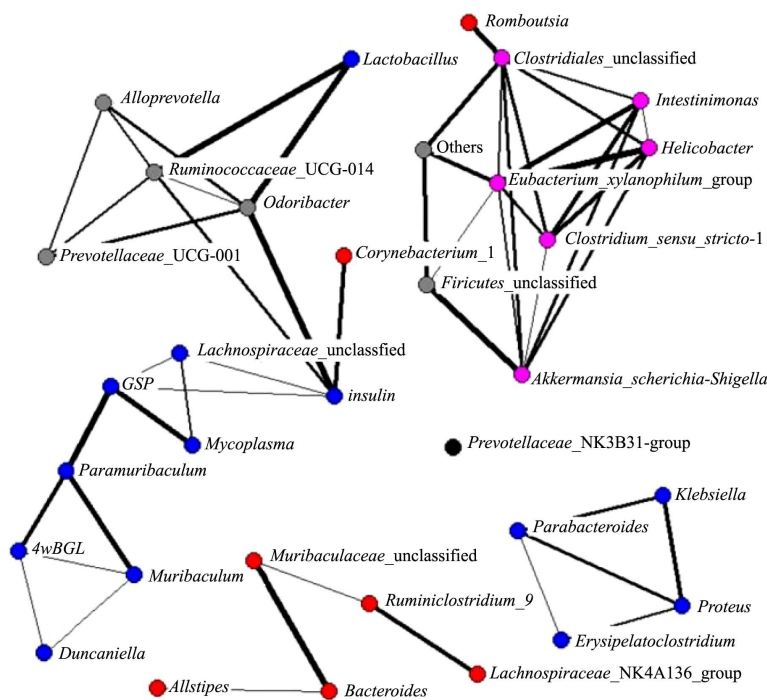 Romboutsia
Lactobacillus
Clostridiales_unclassified
Alloprevotella
Intestinimonas
Others
Helicobacter
Ruminococcaceae_UCG-014
Eubacterium_xylanophilum_group
Odoribacter
Clostridium_sensu_stricto-1
Prevotellaceae_UCG-001
Corynebacterium_1
Firicutes_unclassified
Lachnospiraceae_unclassfied
GSP
insulin
Akkermansia_scherichia-Shigella
Mycoplasma
Prevotellaceae_NK3B31-group
Paramuribaculum
Klebsiella
Parabacteroides
4wBGL
Muribaculaceae_unclassified
Muribaculum
Ruminiclostridium_9
Proteus
Erysipelatoclostridium
Duncaniella
Lachnospiraceae_NK4A136_group
Allstipes
Bacteroides